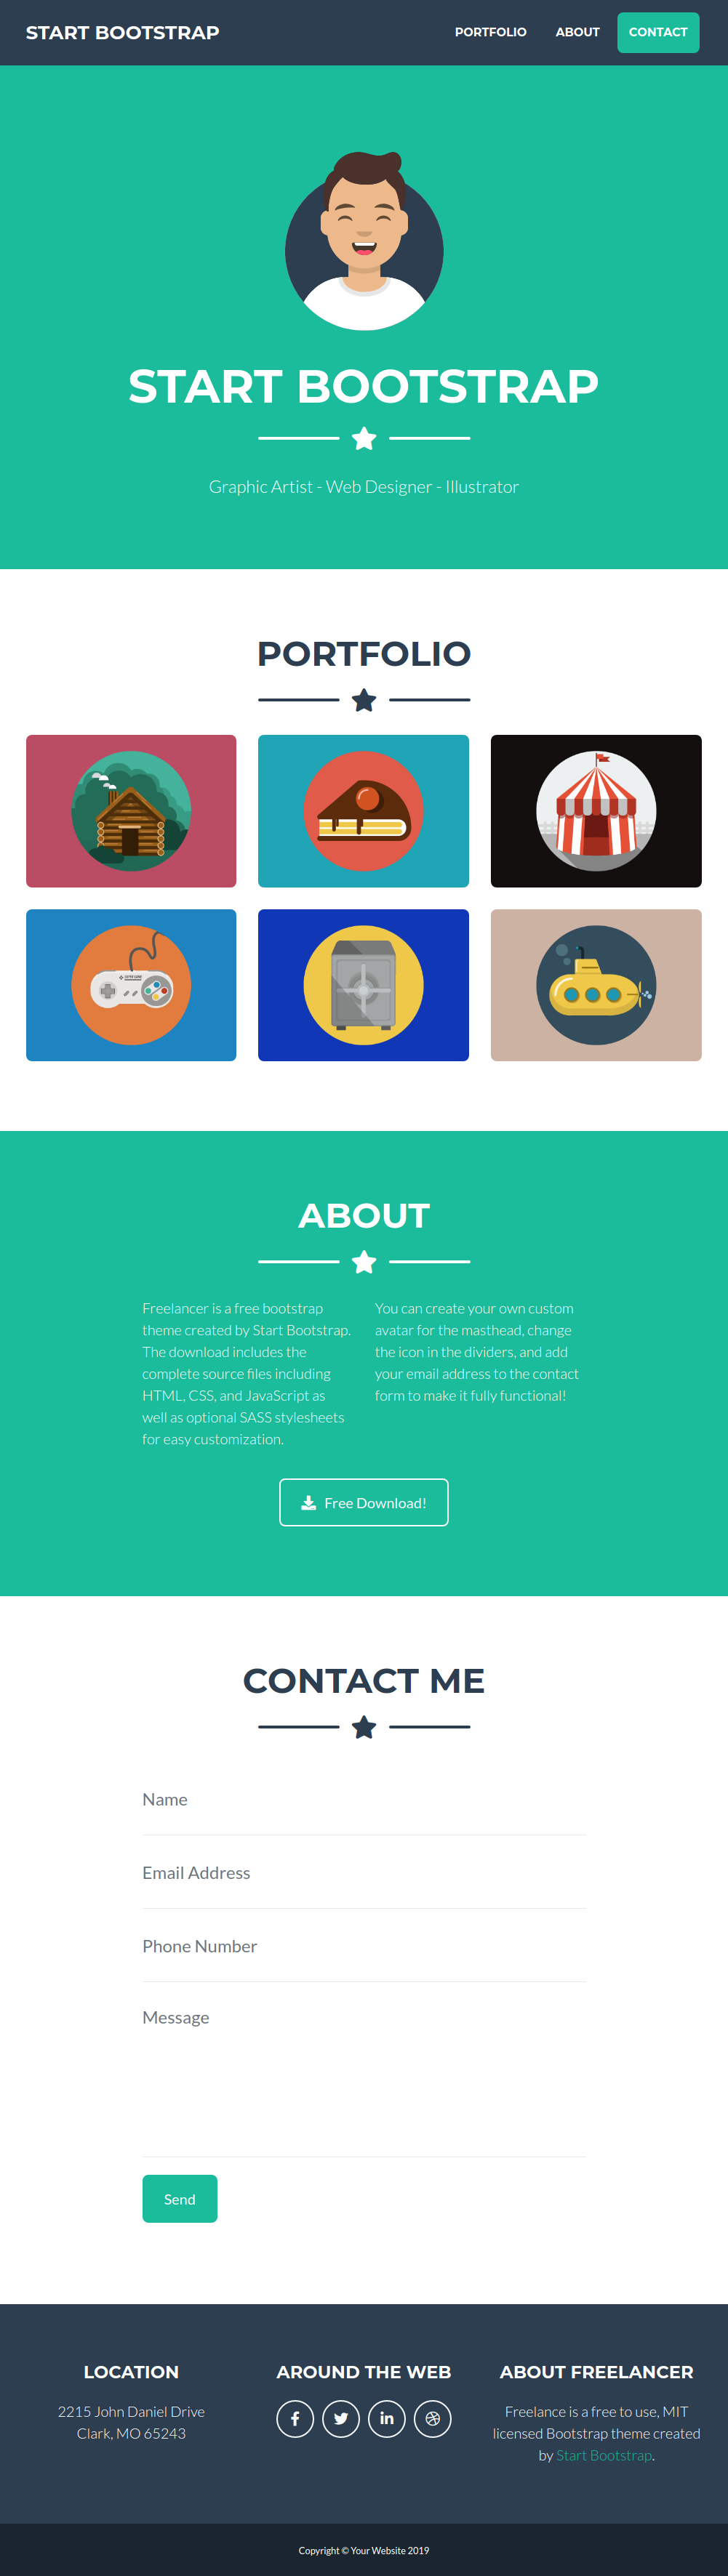 START BOOTSTRAP
PORTFOLIO
ABOUT
CONTACT
START BOOTSTRAP
Graphic Artist - Web Designer - Illustrator
PORTFOLIO
ABOUT
Freelancer is a free bootstrap
theme created by Start Bootstrap.
The download includes the
complete source files including
HTML, CSS, and JavaScript as
well as optional SASS stylesheets
for easy customization.
You can create your own custom
avatar for the masthead, change
the icon in the dividers, and add
your email address to the contact
form to make it fully functional!
Free Download!
CONTACT ME
Name
Email Address
Phone Number
Message
Send
LOCATION
2215 John Daniel Drive
Clark, MO 65243
AROUND THE WEB
ABOUT FREELANCER
Freelance is a free to use, MIT
licensed Bootstrap theme created
by Start Bootstrap.
Copyright © Your Website 2019